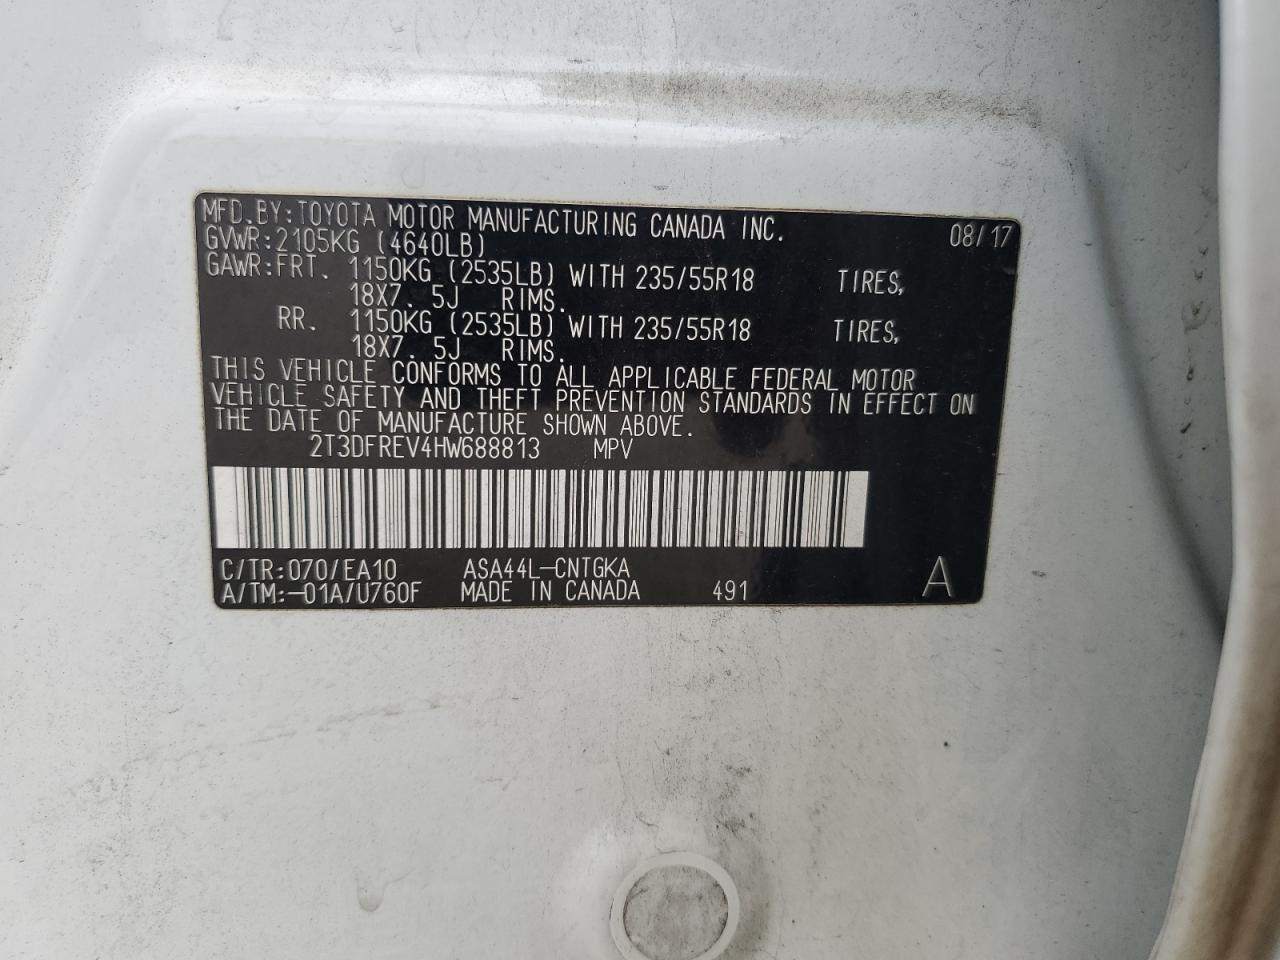 MFD.BY:TOYOTA MOTOR MANUFACTURING CANADA INC. 08/17
GVWR:2105KG (4640LB)
GAWR:FRT. 1150KG (2535LB) WITH 235/55R18 TIRES,
18X7. 5J RIMS.
RR. 1150KG (2535LB) WITH 235/55R18 TIRES,
18X7. 5J RIMS.
THIS VEHICLE CONFORMS TO ALL APPLICABLE FEDERAL MOTOR
VEHICLE SAFETY AND THEFT PREVENTION STANDARDS IN EFFECT ON
THE DATE OF MANUFACTURE SHOWN ABOVE.
2T3DFREV4HW688813 MPV
C/TR:070/EA10 ASA44L-CNTGKA
A/TM:-01A/U760F MADE IN CANADA 491 A